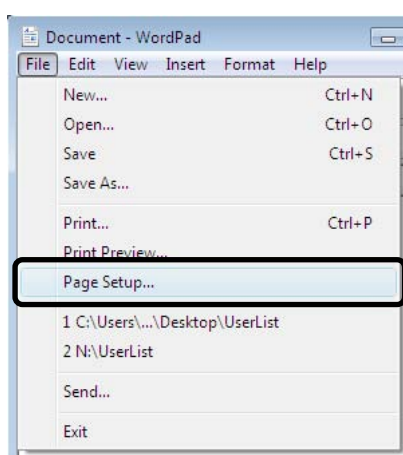 Document - WordPad
File Edit View Insert Format Help
New... Ctrl+N
Open... Ctrl+O
Save Ctrl+S
Save As...
Print... Ctrl+P
Print Preview...
Page Setup...
1 C:\Users\...\Desktop\UserList
2 N:\UserList
Send...
Exit